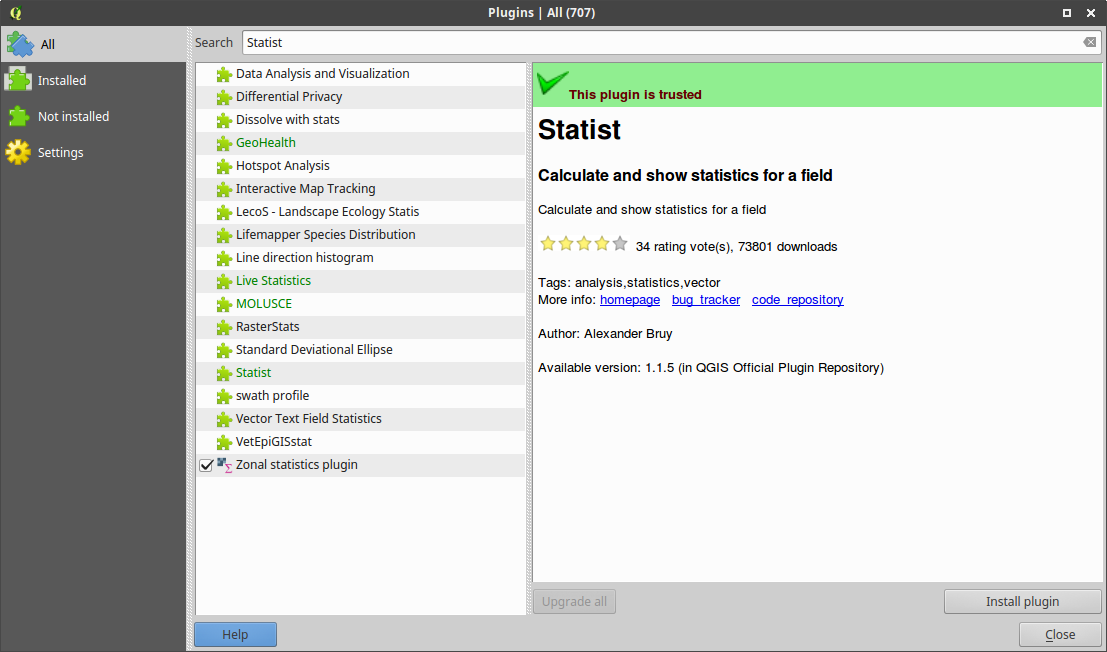 Plugins | All (707)
All
Installed
Not installed
Settings
Search Statist
Data Analysis and Visualization
Differential Privacy
Dissolve with stats
GeoHealth
Hotspot Analysis
Interactive Map Tracking
LecoS - Landscape Ecology Statis
Lifemapper Species Distribution
Line direction histogram
Live Statistics
MOLUSCE
RasterStats
Standard Deviational Ellipse
Statist
swath profile
Vector Text Field Statistics
VetEpiGISstat
Zonal statistics plugin
This plugin is trusted
Statist
Calculate and show statistics for a field
Calculate and show statistics for a field
34 rating vote(s), 73801 downloads
Tags: analysis,statistics,vector
More info: homepage bug_tracker code_repository
Author: Alexander Bruy
Available version: 1.1.5 (in QGIS Official Plugin Repository)
Upgrade all
Install plugin
Help
Close